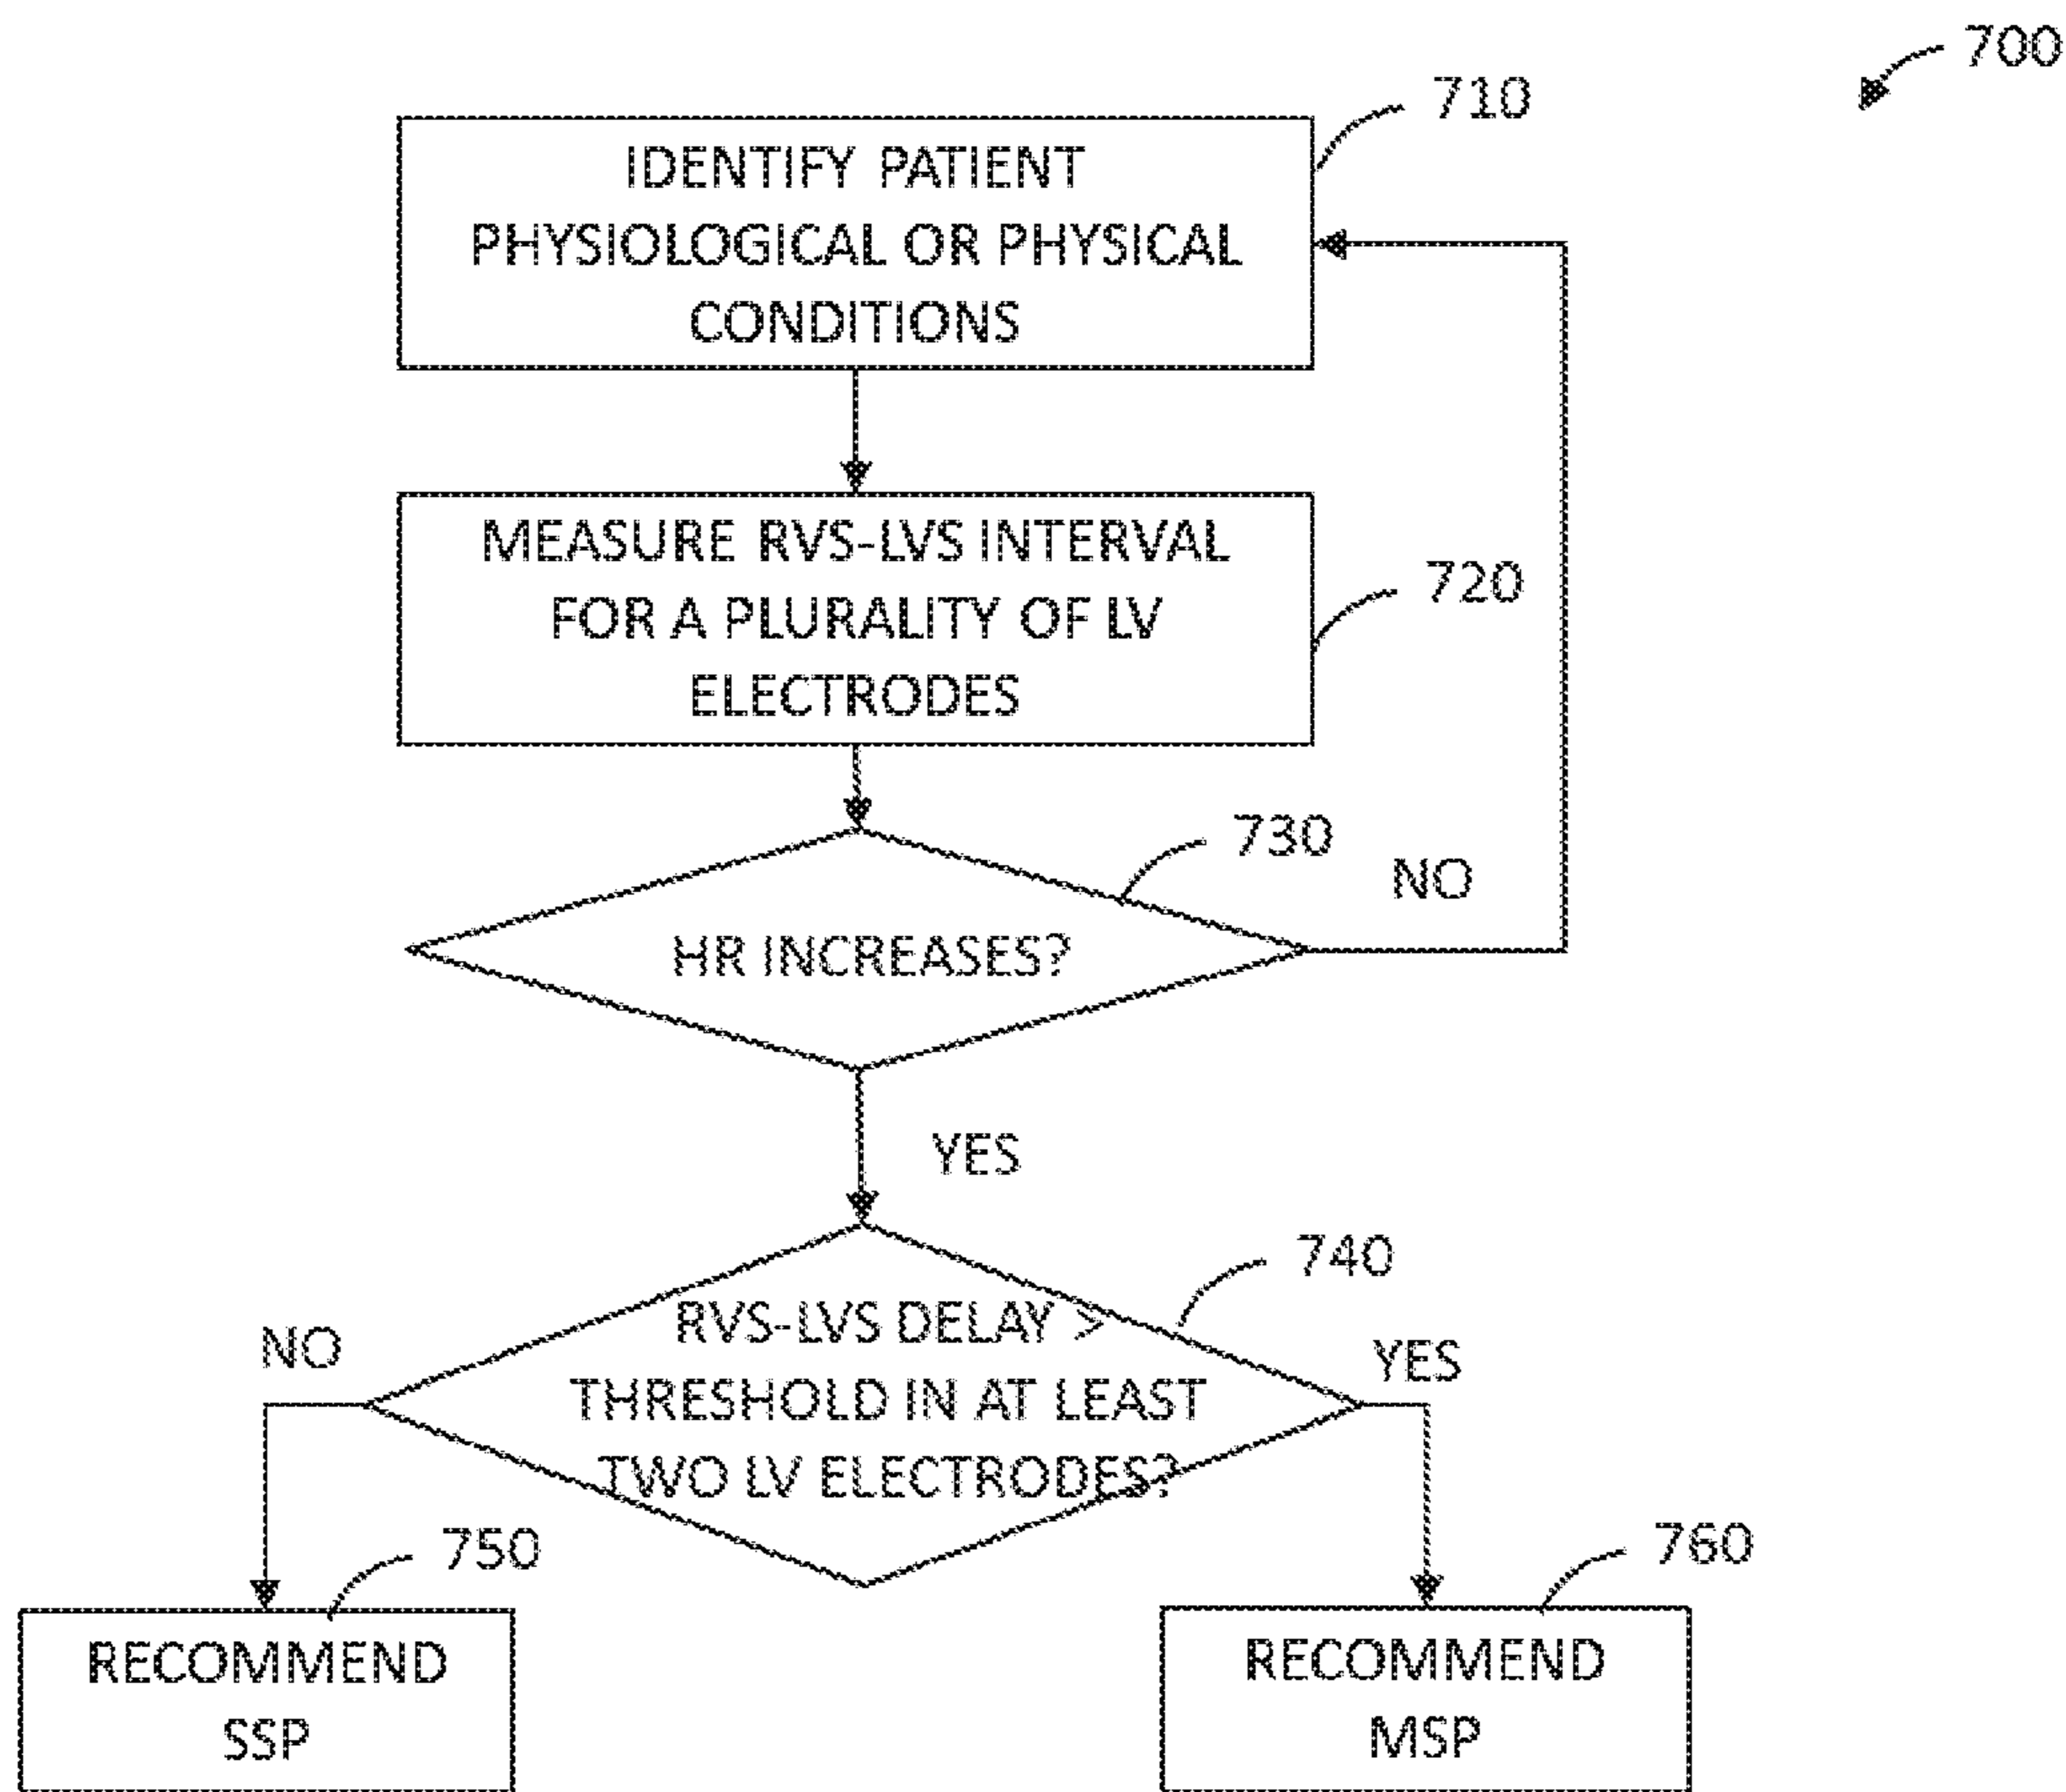 700
710
IDENTIFY PATIENT
PHYSIOLOGICAL OR PHYSICAL
CONDITIONS
MEASURE RVS-LVS INTERVAL
FOR A PLURALITY OF LV
ELECTRODES
720
730
NO
HR INCREASES?
YES
740
RVS-LVS DELAY >
THRESHOLD IN AT LEAST
TWO LV ELECTRODES?
NO
YES
750
RECOMMEND
SSP
760
RECOMMEND
MSP